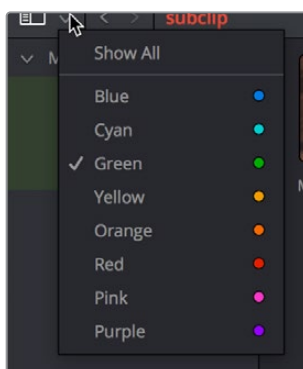 subclip
Show All
Blue
Cyan
Green
Yellow
Orange
Red
Pink
Purple